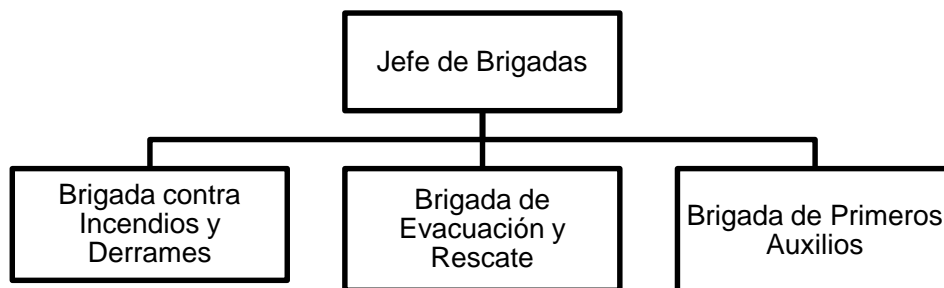 Jefe de Brigadas
Brigada contra
Incendios y
Derrames
Brigada de
Evacuación y
Rescate
Brigada de Primeros
Auxilios